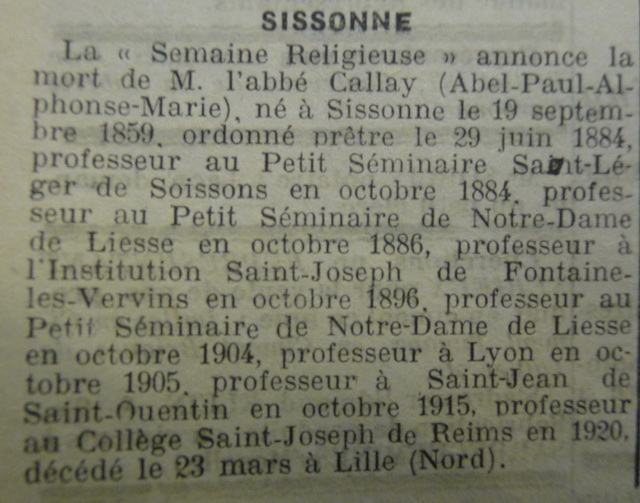 SISSONNE
La « Semaine Religieuse » annonce la
mort de M. l'abbé Callay (Abel-Paul-Al-
phonse-Marie), né à Sissonne le 19 septem-
bre 1859, ordonné prêtre le 29 juin 1884,
professeur au Petit Séminaire Saint-Lé-
ger de Soissons en octobre 1884, profes-
seur au Petit Séminaire de Notre-Dame
de Liesse en octobre 1886, professeur à
l'Institution Saint-Joseph de Fontaine-
les-Vervins en octobre 1896, professeur au
Petit Séminaire de Notre-Dame de Liesse
en octobre 1904, professeur à Lyon en oc-
tobre 1905, professeur à Saint-Jean de
Saint-Quentin en octobre 1915, professeur
au Collège Saint-Joseph de Reims en 1920,
décédé le 23 mars à Lille (Nord).